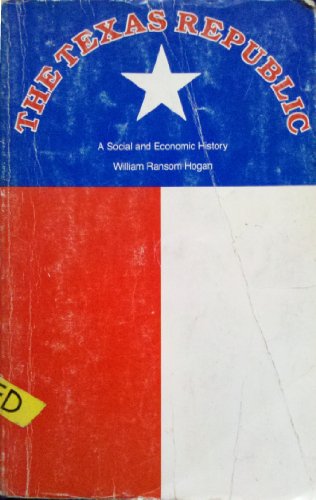 THE TEXAS REPUBLIC
A Social and Economic History
William Ransom Hogan
ED